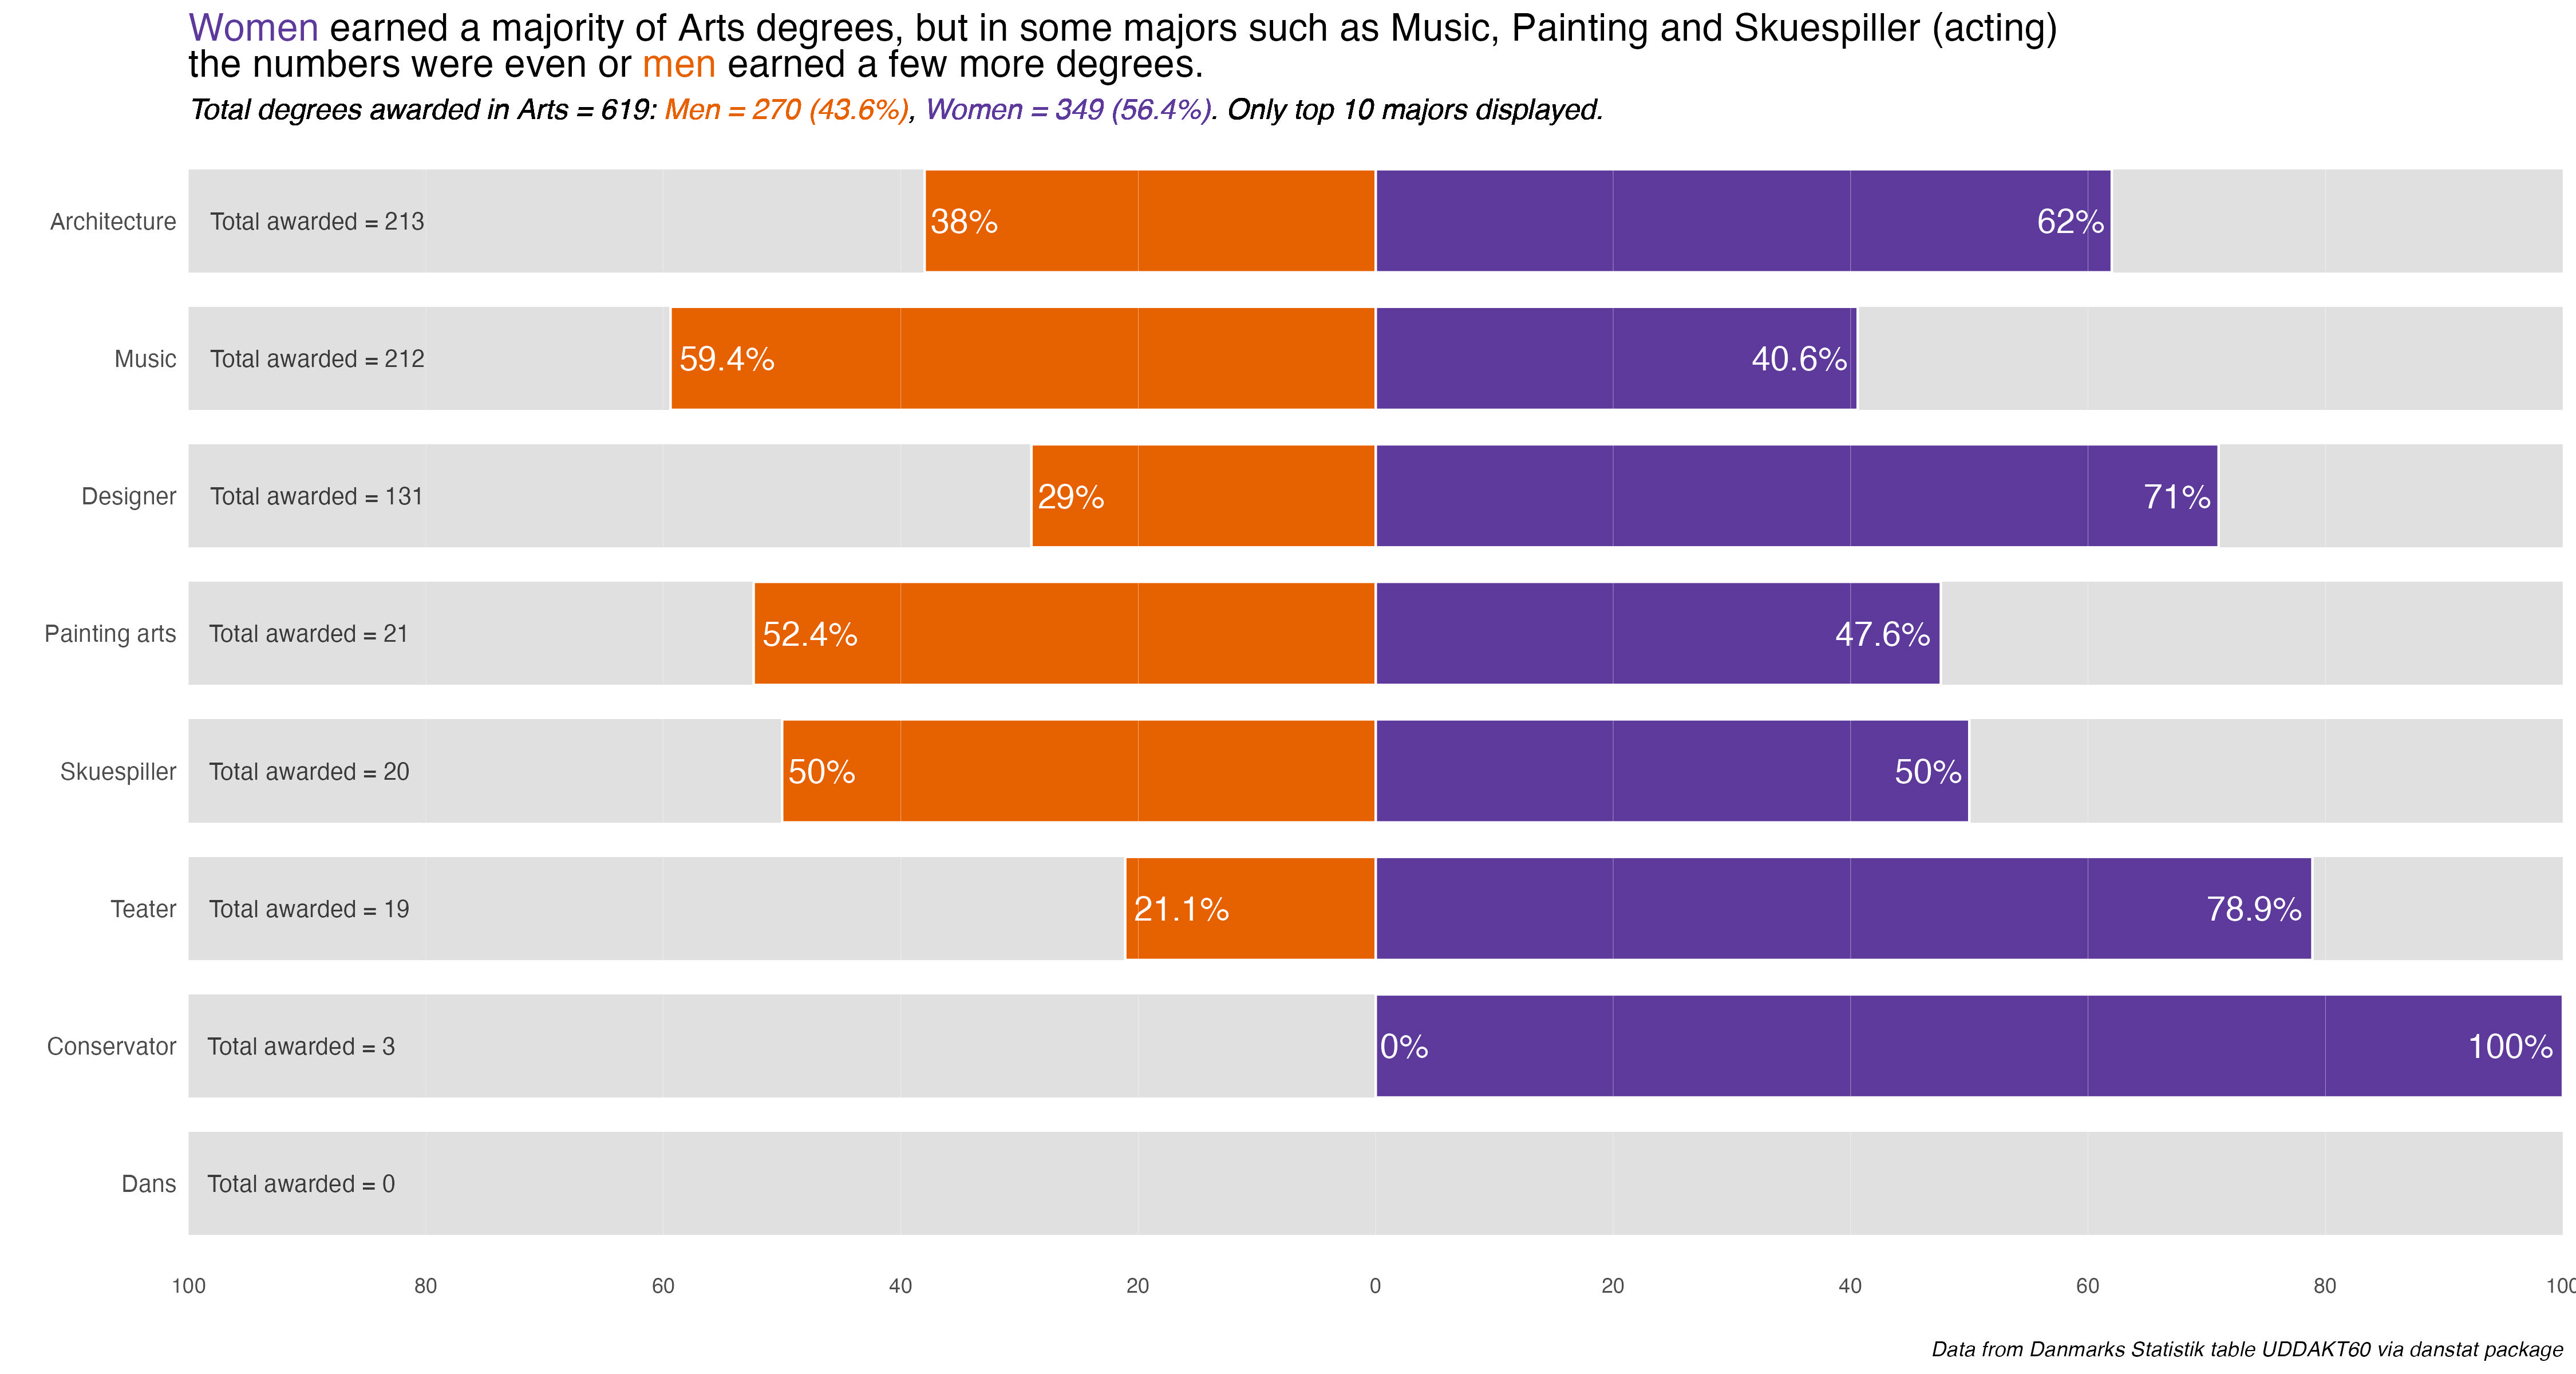 Women earned a majority of Arts degrees, but in some majors such as Music, Painting and Skuespiller (acting)
the numbers were even or men earned a few more degrees.
Total degrees awarded in Arts = 619: Men = 270 (43.6%), Women = 349 (56.4%). Only top 10 majors displayed.
Architecture Total awarded = 213 38% 62%
Music Total awarded = 212 59.4% 40.6%
Designer Total awarded = 131 29% 71%
Painting arts Total awarded = 21 52.4% 47.6%
Skuespiller Total awarded = 20 50% 50%
Teater Total awarded = 19 21.1% 78.9%
Conservator Total awarded = 3 0% 100%
Dans Total awarded = 0
100 80 60 40 20 0 20 40 60 80 100
Data from Danmarks Statistik table UDDAKT60 via danstat package